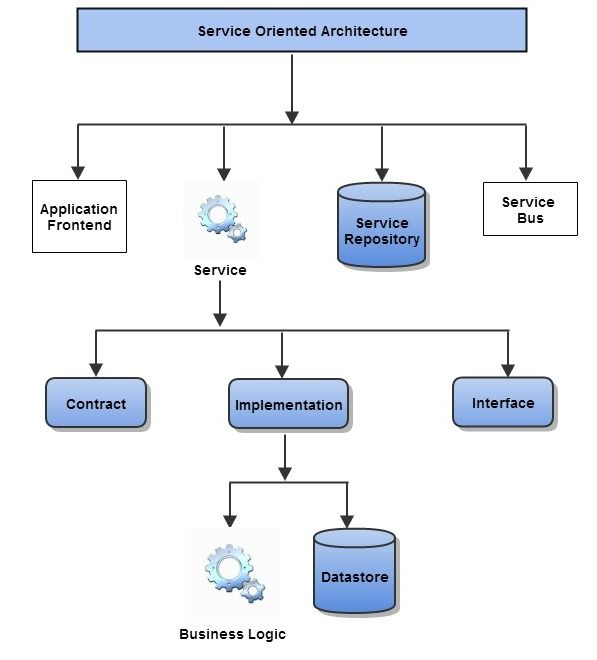 Service Oriented Architecture
Application
Frontend
Service
Service
Repository
Service
Bus
Contract
Implementation
Interface
Business Logic
Datastore